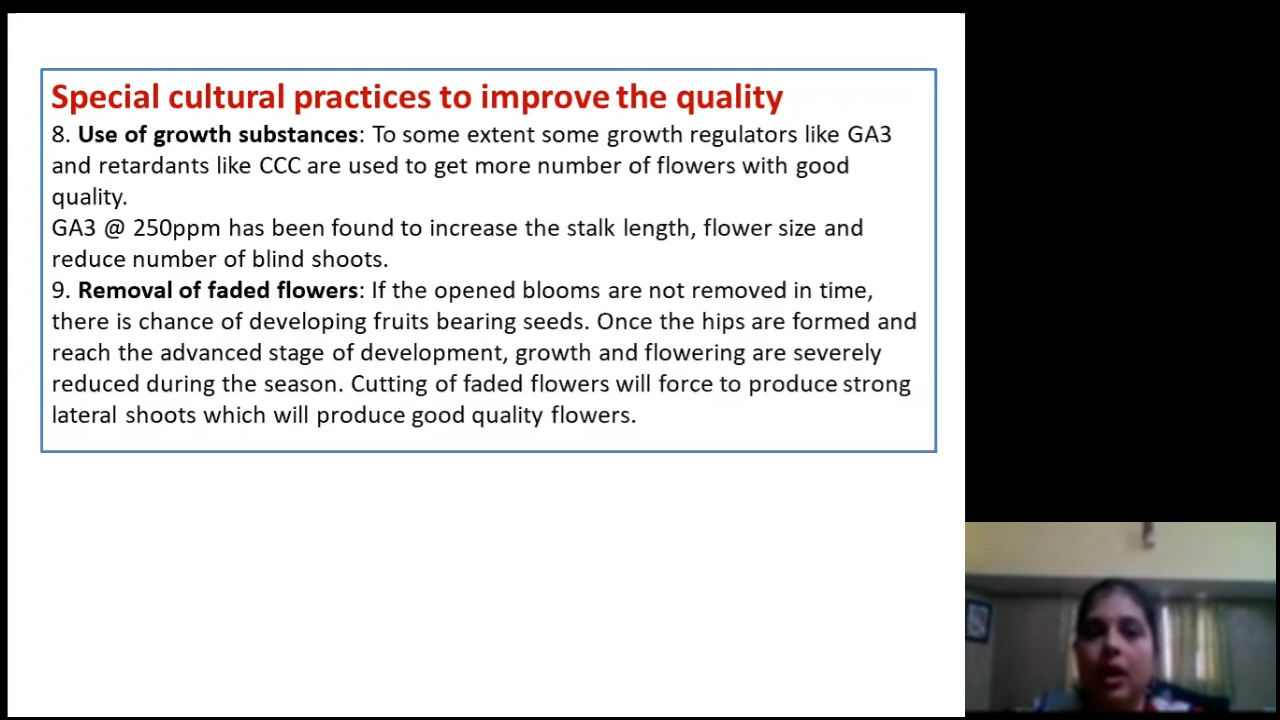 Special cultural practices to improve the quality
8. Use of growth substances: To some extent some growth regulators like GA3
and retardants like CCC are used to get more number of flowers with good
quality.
GA3 @ 250ppm has been found to increase the stalk length, flower size and
reduce number of blind shoots.
9. Removal of faded flowers: If the opened blooms are not removed in time,
there is chance of developing fruits bearing seeds. Once the hips are formed and
reach the advanced stage of development, growth and flowering are severely
reduced during the season. Cutting of faded flowers will force to produce strong
lateral shoots which will produce good quality flowers.